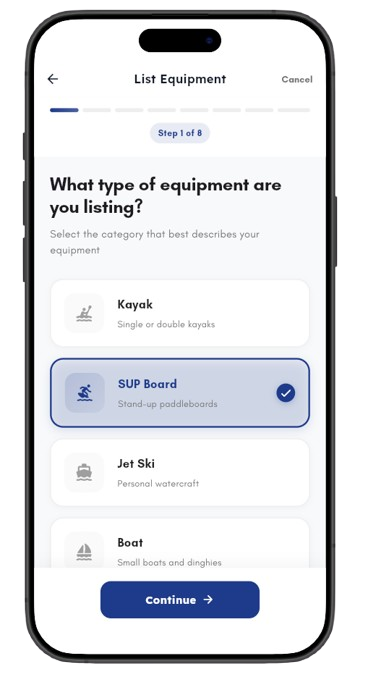 List Equipment
Cancel
Step 1 of 8
What type of equipment are
you listing?
Select the category that best describes your
equipment
Kayak
Single or double kayaks
SUP Board
Stand-up paddleboards
Jet Ski
Personal watercraft
Boat
Small boats and dinghies
Continue →